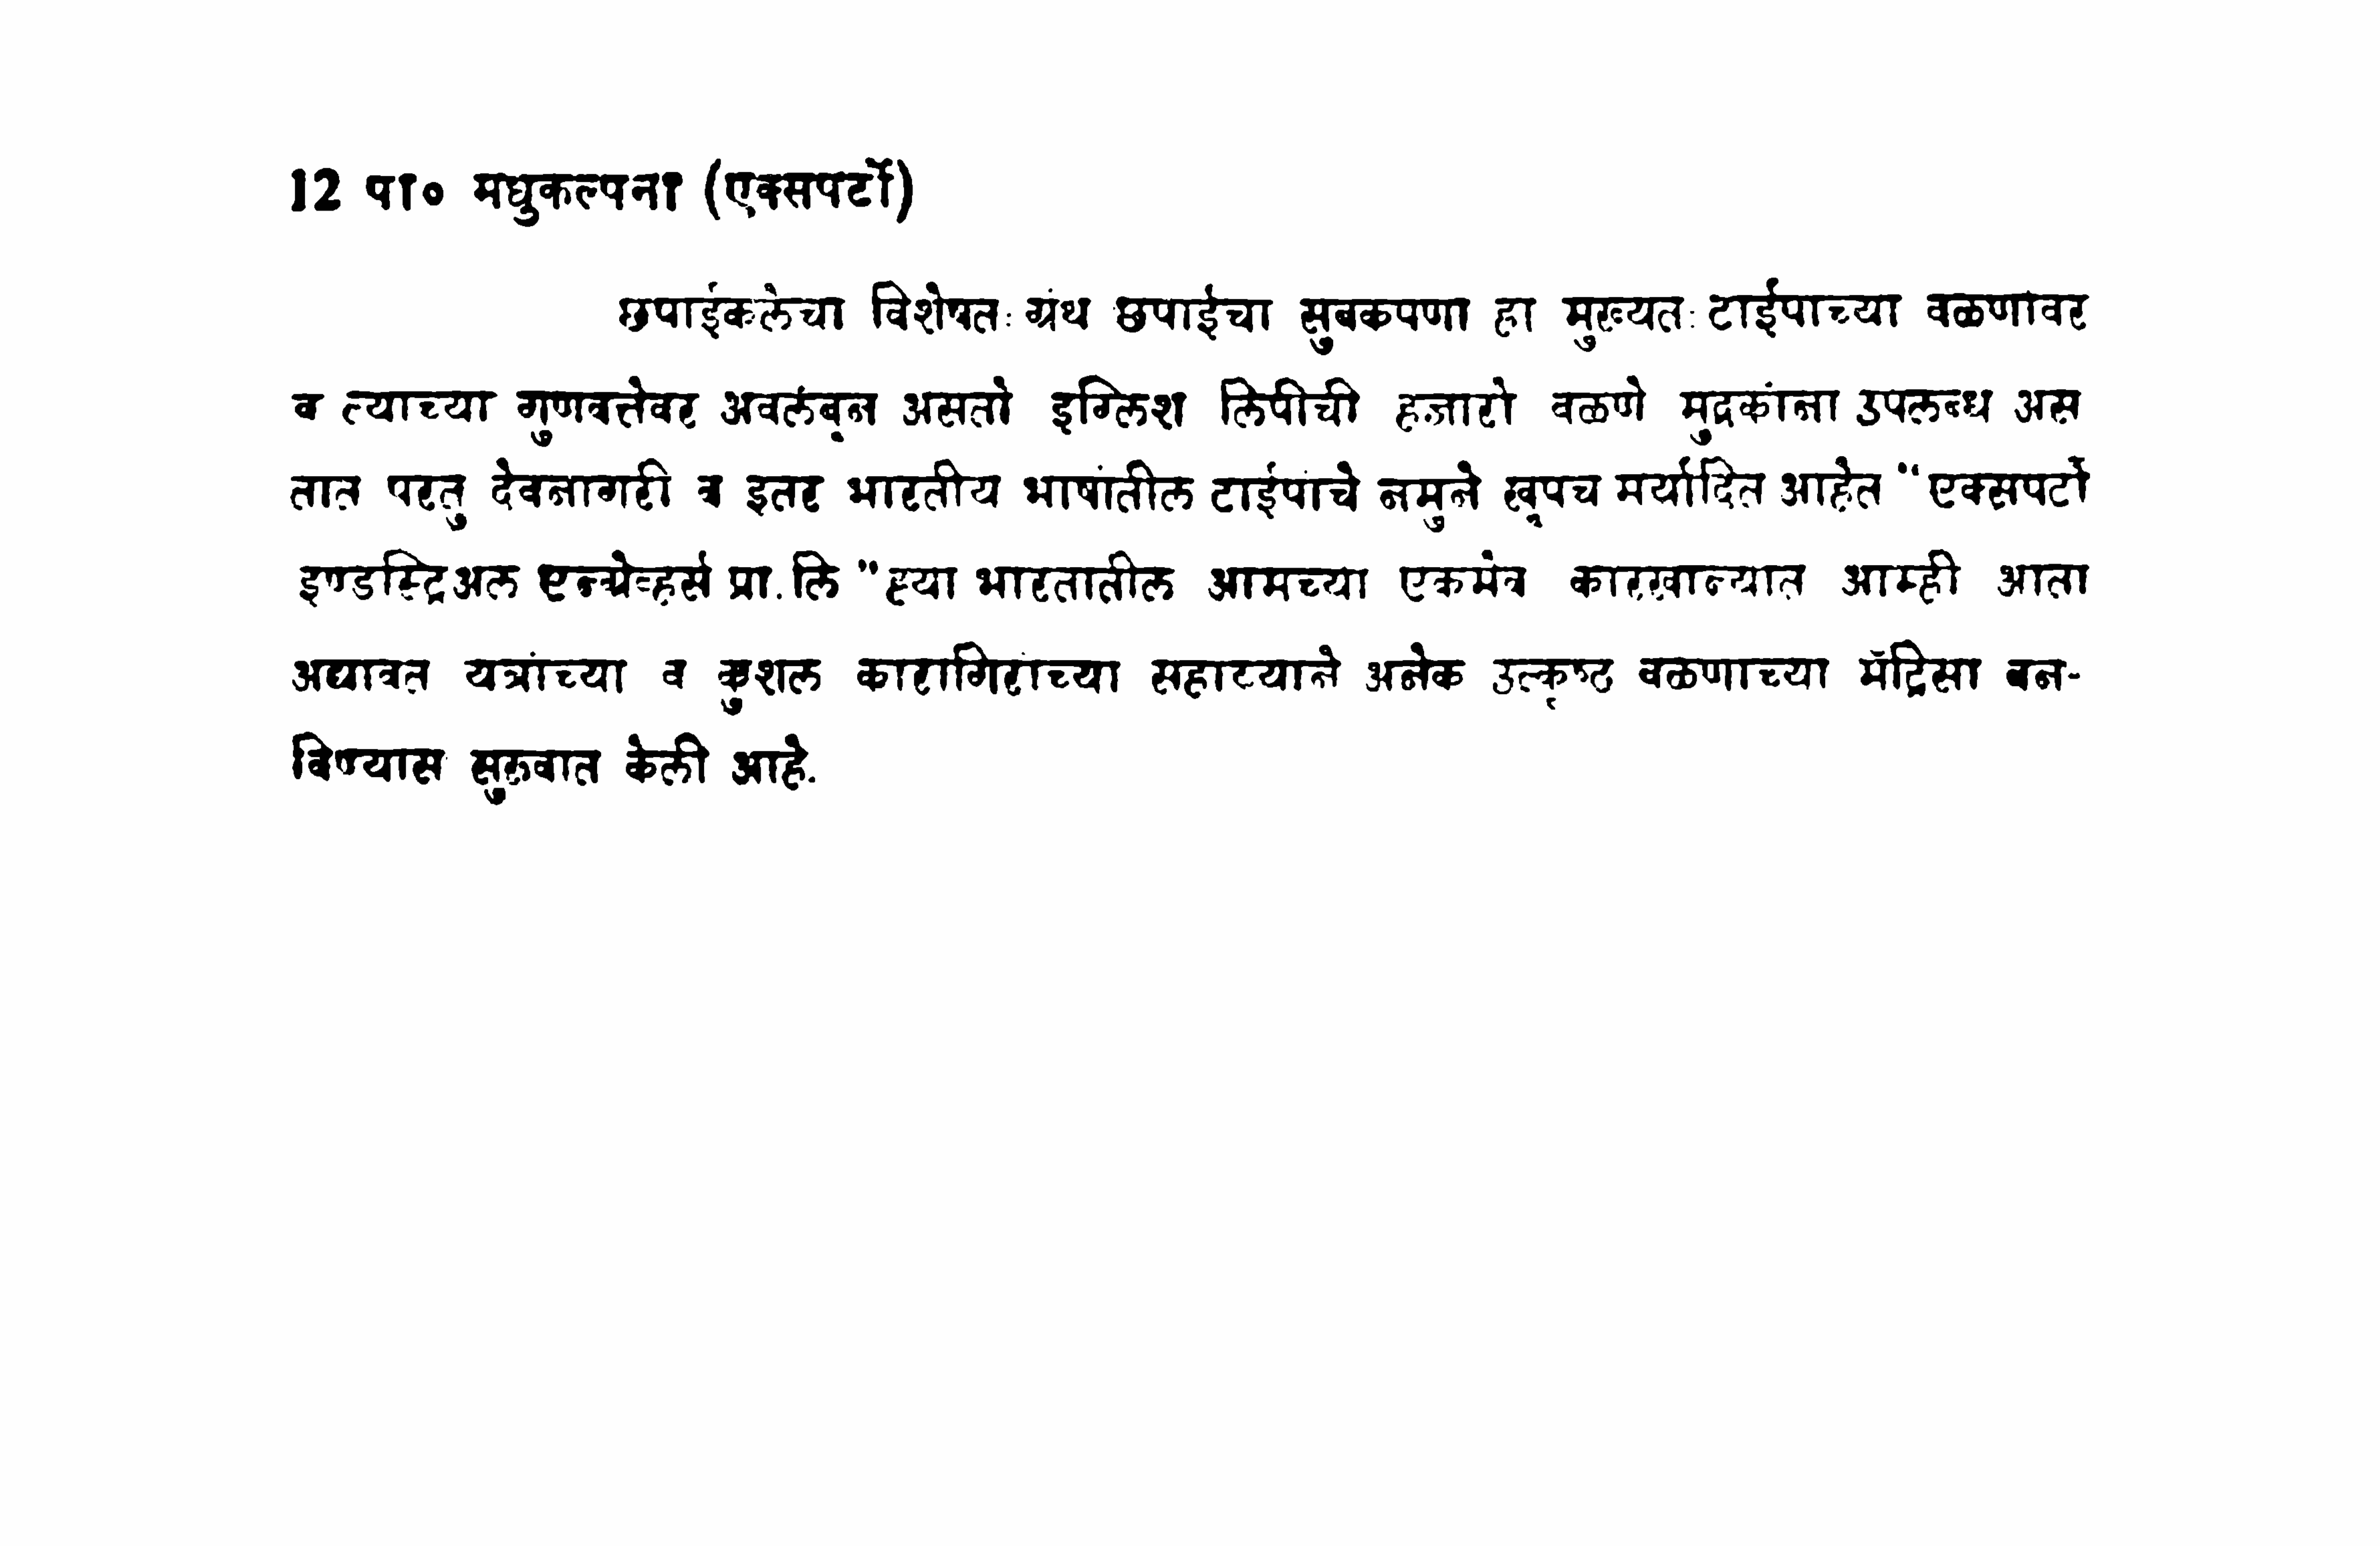 12 पा० मधुकल्पना (एक्सपर्टो)
छपाईकलेचा विशेषत: ग्रंथ छपाईचा सुबकपणा हा मुख्यत: टाईपाच्या वळणावर
व त्याच्या गुणवत्तेवर अवलंबून असतो इंग्लिश लिपीची हजारो वळणे मुद्रकांना उपलब्ध अस
तात परंतु देवनागरी व इतर भारतीय भाषांतील टाईपांचे नमुने खूपच मर्यादित आहेत “एक्सपर्टो
इण्डस्ट्रिअल एन्ग्रेव्हर्स प्रा. लि” ह्या भारतातील आमच्या एकमेव कारखान्यात आम्ही आता
अद्यावत यंत्रांच्या व कुशल कारागिरांच्या सहाय्याने अनेक उत्कृष्ठ वळणाच्या मॅट्रिसा बन-
विण्यास सुरुवात केली आहे.